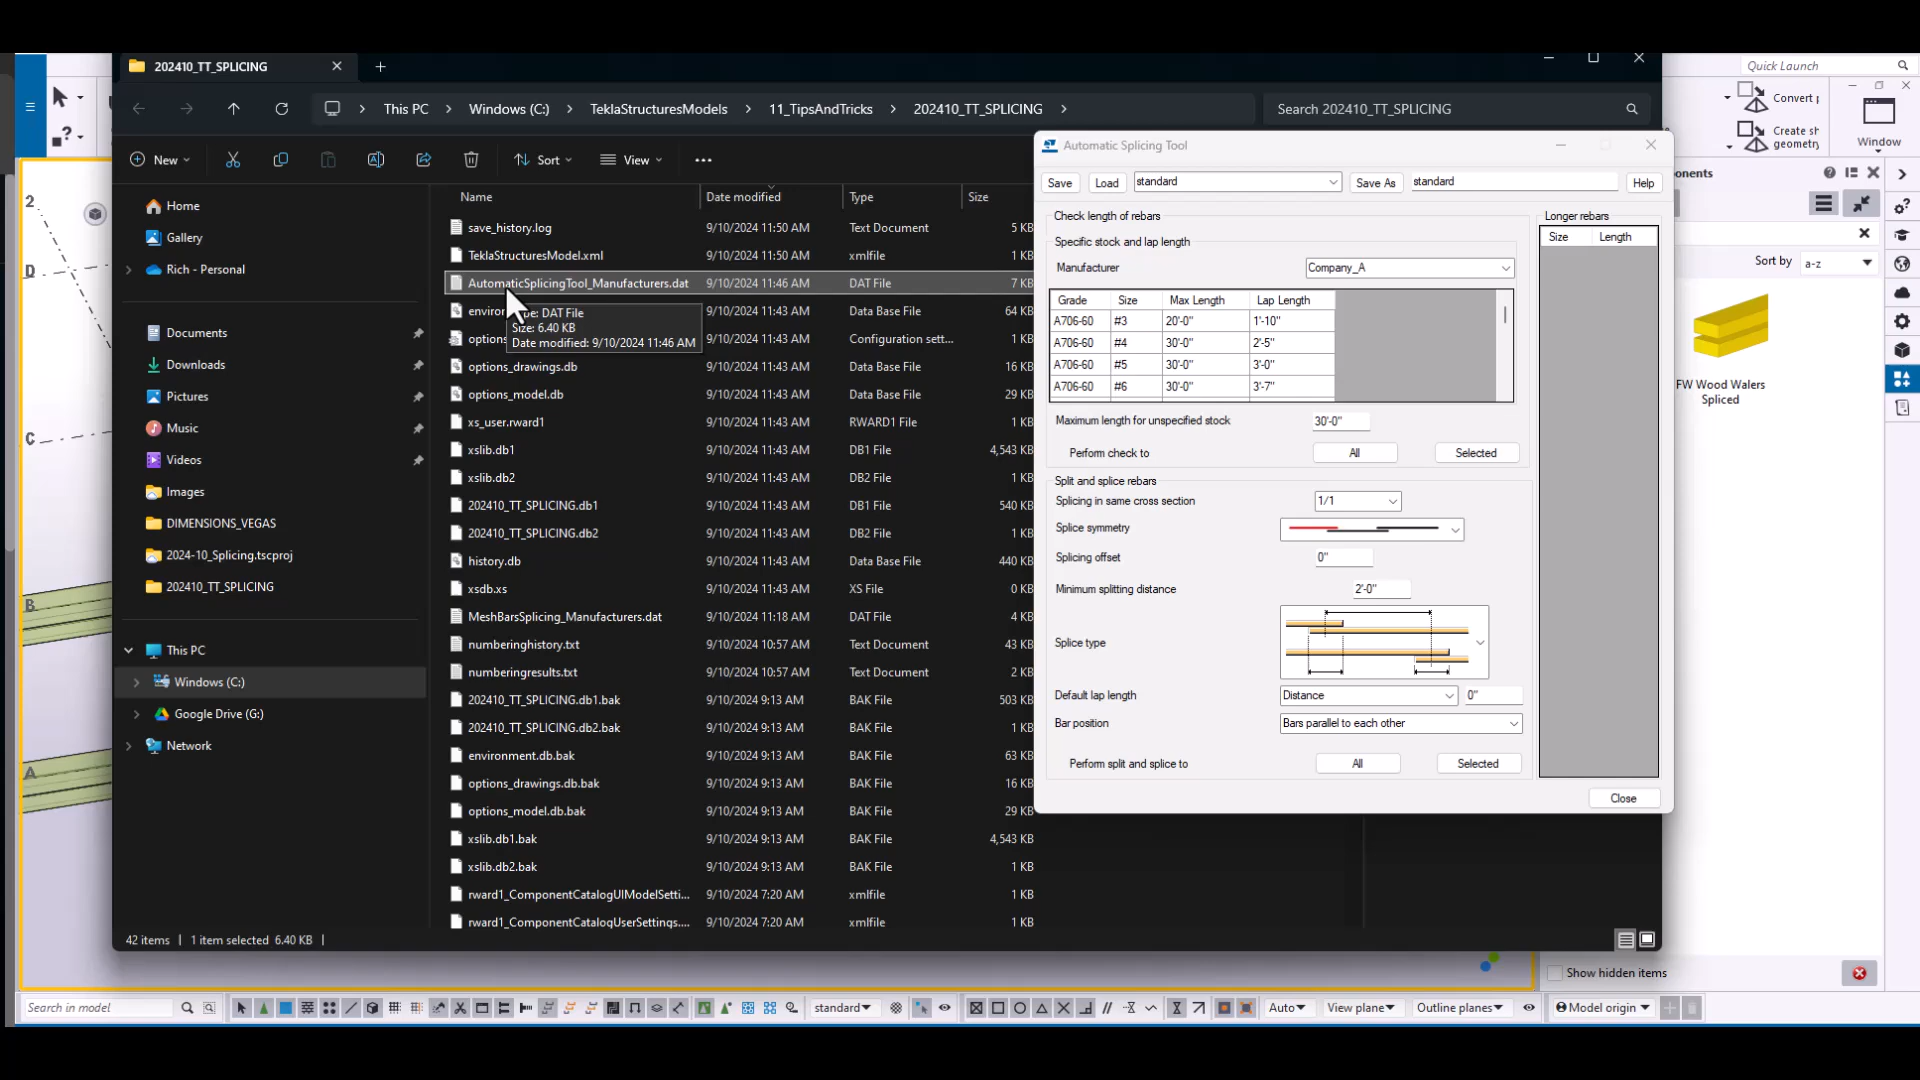 202410_TT_SPLICING
This PC > Windows (C:) > TeklaStructuresModels > 11_TipsAndTricks > 202410_TT_SPLICING >
Search 202410_TT_SPLICING
New
Sort
View
Home
Gallery
Rich - Personal
Documents
Downloads
Pictures
Music
Videos
Images
DIMENSIONS_VEGAS
2024-10_Splicing.tscproj
202410_TT_SPLICING
This PC
Windows (C:)
Google Drive (G:)
Network
Name Date modified Type Size
save_history.log 9/10/2024 11:50 AM Text Document 5 KB
TeklaStructuresModel.xml 9/10/2024 11:50 AM xmlfile 1 KB
AutomaticSplicingTool_Manufacturers.dat 9/10/2024 11:46 AM DAT File 7 KB
9/10/2024 11:43 AM Data Base File 64 KB
9/10/2024 11:43 AM Configuration sett... 1 KB
options_drawings.db 9/10/2024 11:43 AM Data Base File 16 KB
options_model.db 9/10/2024 11:43 AM Data Base File 29 KB
xs_user.rward1 9/10/2024 11:43 AM RWARD1 File 1 KB
xslib.db1 9/10/2024 11:43 AM DB1 File 4,543 KB
xslib.db2 9/10/2024 11:43 AM DB2 File 1 KB
202410_TT_SPLICING.db1 9/10/2024 11:43 AM DB1 File 540 KB
202410_TT_SPLICING.db2 9/10/2024 11:43 AM DB2 File 1 KB
history.db 9/10/2024 11:43 AM Data Base File 440 KB
xsdb.xs 9/10/2024 11:43 AM XS File 0 KB
MeshBarsSplicing_Manufacturers.dat 9/10/2024 11:18 AM DAT File 4 KB
numberinghistory.txt 9/10/2024 10:57 AM Text Document 43 KB
numberingresults.txt 9/10/2024 10:57 AM Text Document 2 KB
202410_TT_SPLICING.db1.bak 9/10/2024 9:13 AM BAK File 503 KB
202410_TT_SPLICING.db2.bak 9/10/2024 9:13 AM BAK File 1 KB
environment.db.bak 9/10/2024 9:13 AM BAK File 63 KB
options_drawings.db.bak 9/10/2024 9:13 AM BAK File 16 KB
options_model.db.bak 9/10/2024 9:13 AM BAK File 29 KB
xslib.db1.bak 9/10/2024 9:13 AM BAK File 4,543 KB
xslib.db2.bak 9/10/2024 9:13 AM BAK File 1 KB
rward1_ComponentCatalogUIModelSetti... 9/10/2024 7:20 AM xmlfile 1 KB
rward1_ComponentCatalogUserSettings.... 9/10/2024 7:20 AM xmlfile 1 KB
DAT File
Size: 6.40 KB
Date modified: 9/10/2024 11:46 AM
42 items 1 item selected 6.40 KB
Automatic Splicing Tool
Save Load standard Save As standard Help
Check length of rebars
Specific stock and lap length
Manufacturer Company_A
Grade Size Max Length Lap Length
A706-60 #3 20'-0" 1'-10"
A706-60 #4 30'-0" 2'-5"
A706-60 #5 30'-0" 3'-0"
A706-60 #6 30'-0" 3'-7"
Maximum length for unspecified stock 30'-0"
Perform check to All Selected
Split and splice rebars
Splicing in same cross section 1/1
Splice symmetry
Splicing offset 0"
Minimum splitting distance 2'-0"
Splice type
Default lap length Distance 0"
Bar position Bars parallel to each other
Perform split and splice to All Selected
Longer rebars
Size Length
Close
Quick Launch
Convert
Create sh
geometry
Window
onents
Sort by a-z
FW Wood Walers
Spliced
Show hidden items
2
D
C
B
A
Search in model
standard
Auto
View plane
Outline planes
Model origin